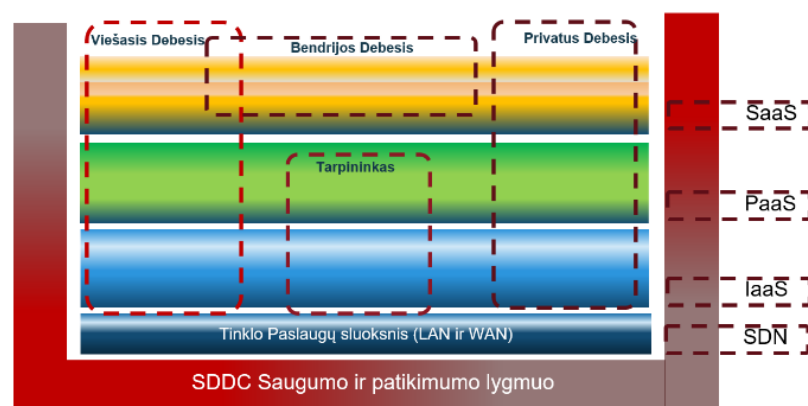 Viešasis Debesis
Bendrijos Debesis
Privatus Debesis
SaaS
Tarpininkas
PaaS
IaaS
Tinklo Paslaugų sluoksnis (LAN ir WAN)
SDN
SDDC Saugumo ir patikimumo lygmuo